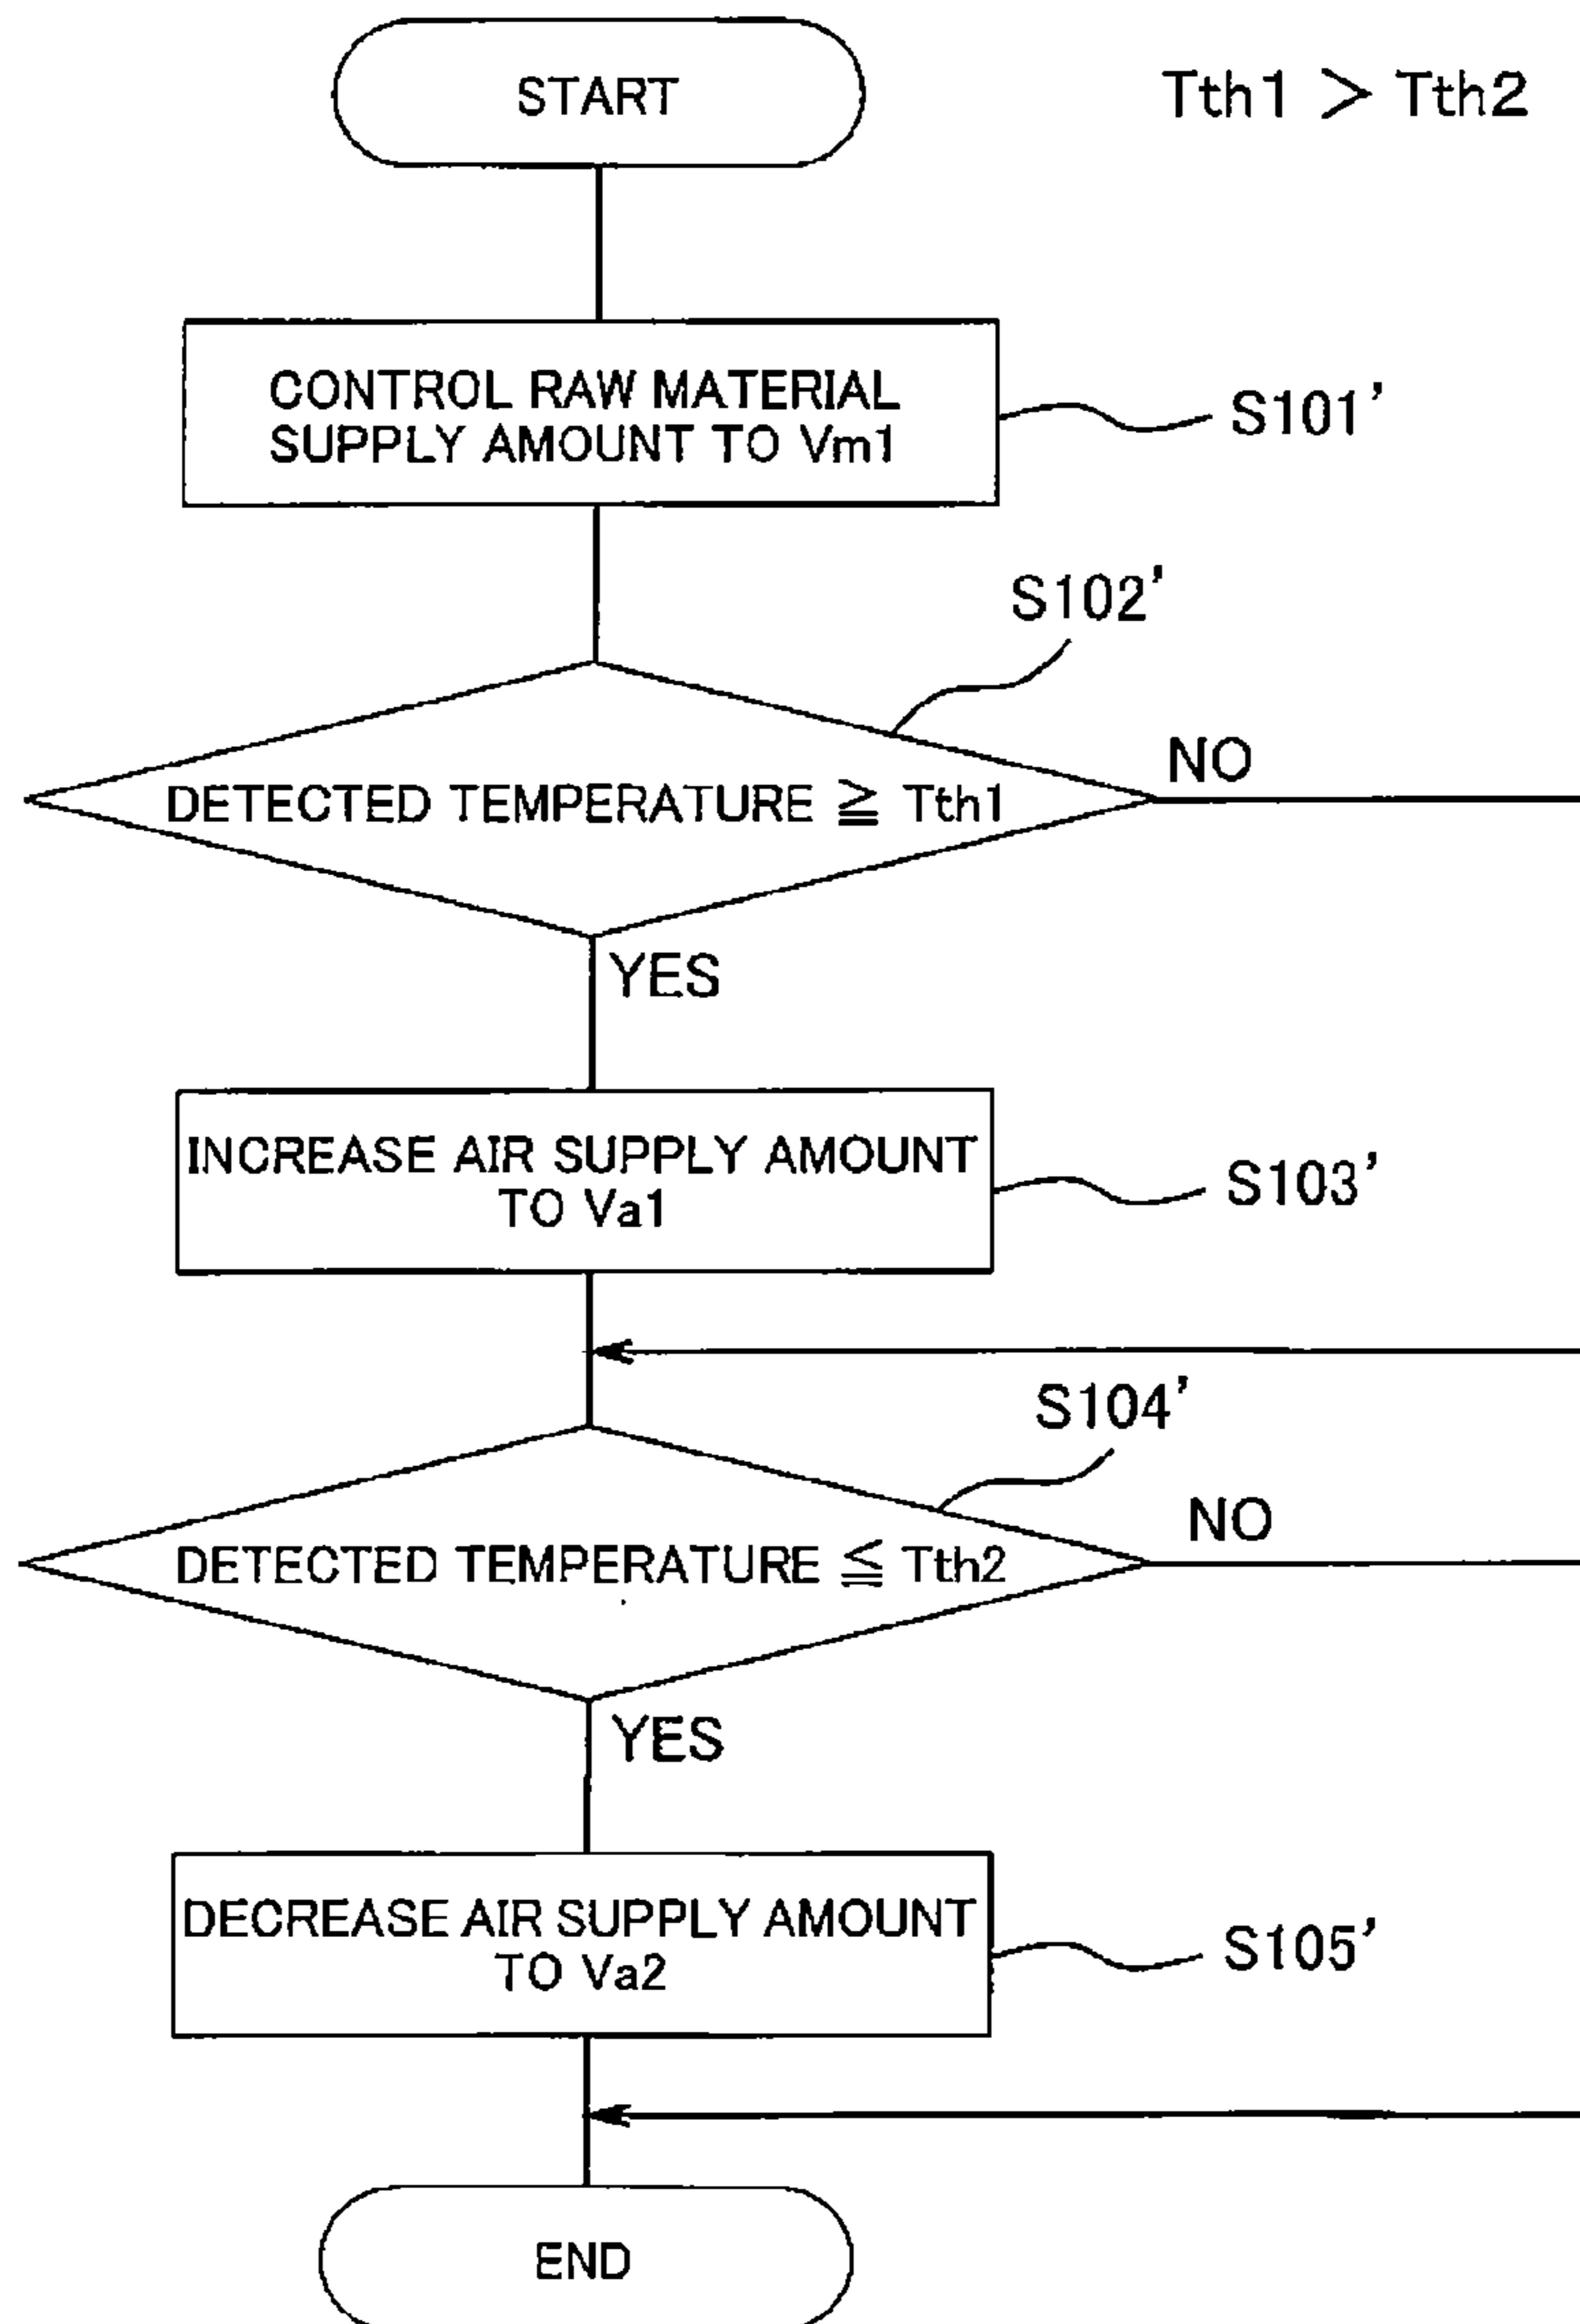 START
Tth1 > Tth2
CONTROL RAW MATERIAL
SUPPLY AMOUNT TO Vm1
S101'
S102'
DETECTED TEMPERATURE ≧ Tth1
NO
YES
INCREASE AIR SUPPLY AMOUNT
TO Va1
S103'
S104'
DETECTED TEMPERATURE ≦ Tth2
NO
YES
DECREASE AIR SUPPLY AMOUNT
TO Va2
S105'
END